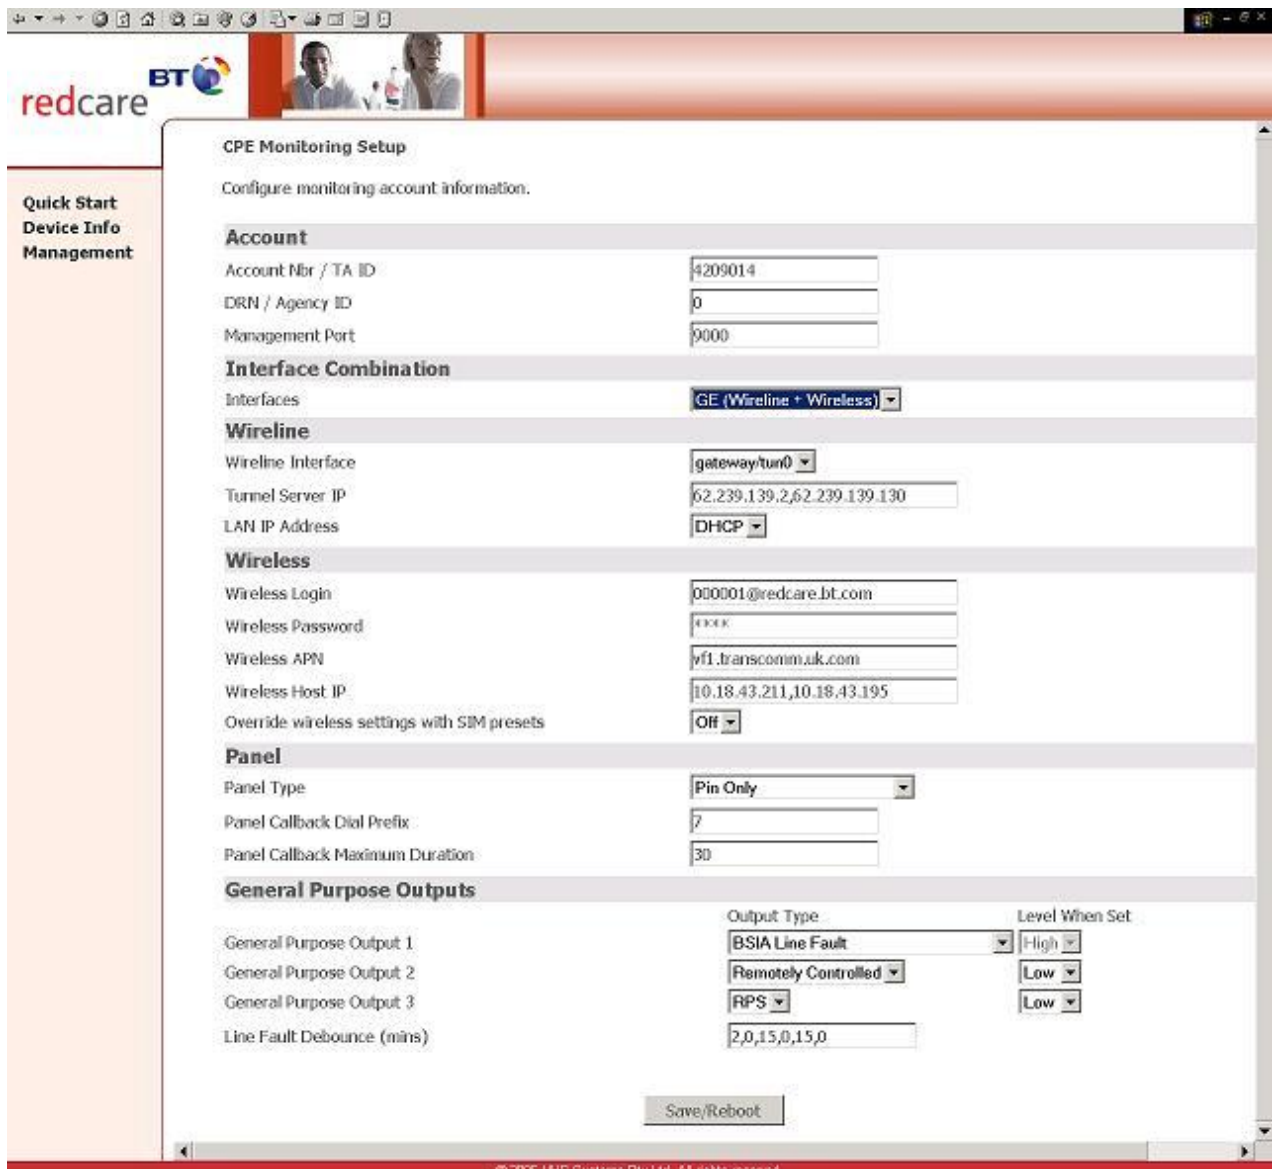 BT
redcare
CPE Monitoring Setup
Configure monitoring account information.
Quick Start
Device Info
Management
Account
Account Nbr / TA ID 4209014
DRN / Agency ID 0
Management Port 9000
Interface Combination
Interfaces GE (Wireline + Wireless)
Wireline
Wireline Interface gateway/tun0
Tunnel Server IP 62.239.139.2,62.239.139.130
LAN IP Address DHCP
Wireless
Wireless Login 000001@redcare.bt.com
Wireless Password ****
Wireless APN vf1.transcomm.uk.com
Wireless Host IP 10.18.43.211,10.18.43.195
Override wireless settings with SIM presets Off
Panel
Panel Type Pin Only
Panel Callback Dial Prefix 7
Panel Callback Maximum Duration 30
General Purpose Outputs
Output Type Level When Set
General Purpose Output 1 BSIA Line Fault High
General Purpose Output 2 Remotely Controlled Low
General Purpose Output 3 RPS Low
Line Fault Debounce (mins) 2,0,15,0,15,0
Save/Reboot